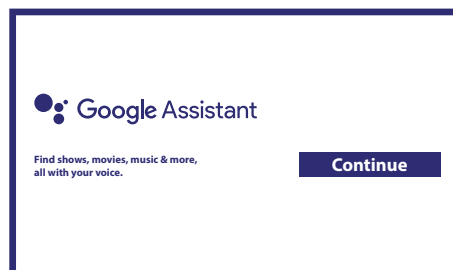 Google Assistant
Find shows, movies, music & more,
all with your voice.
Continue